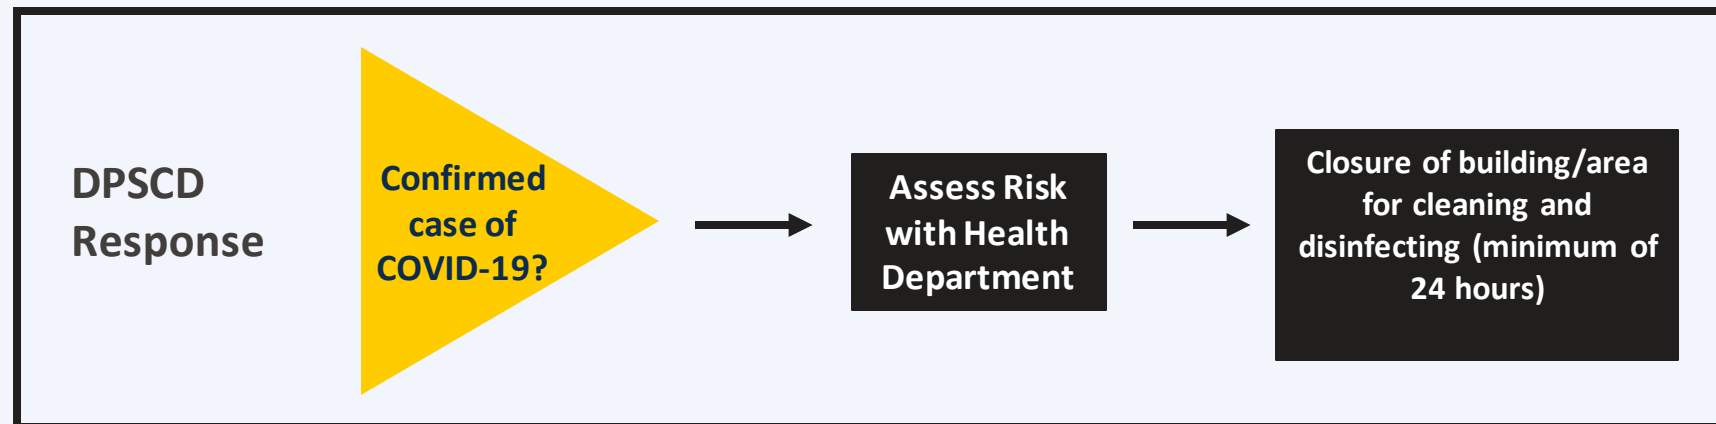 DPSCD
Response
Confirmed
case of
COVID-19?
Assess Risk
with Health
Department
Closure of building/area
for cleaning and
disinfecting (minimum of
24 hours)